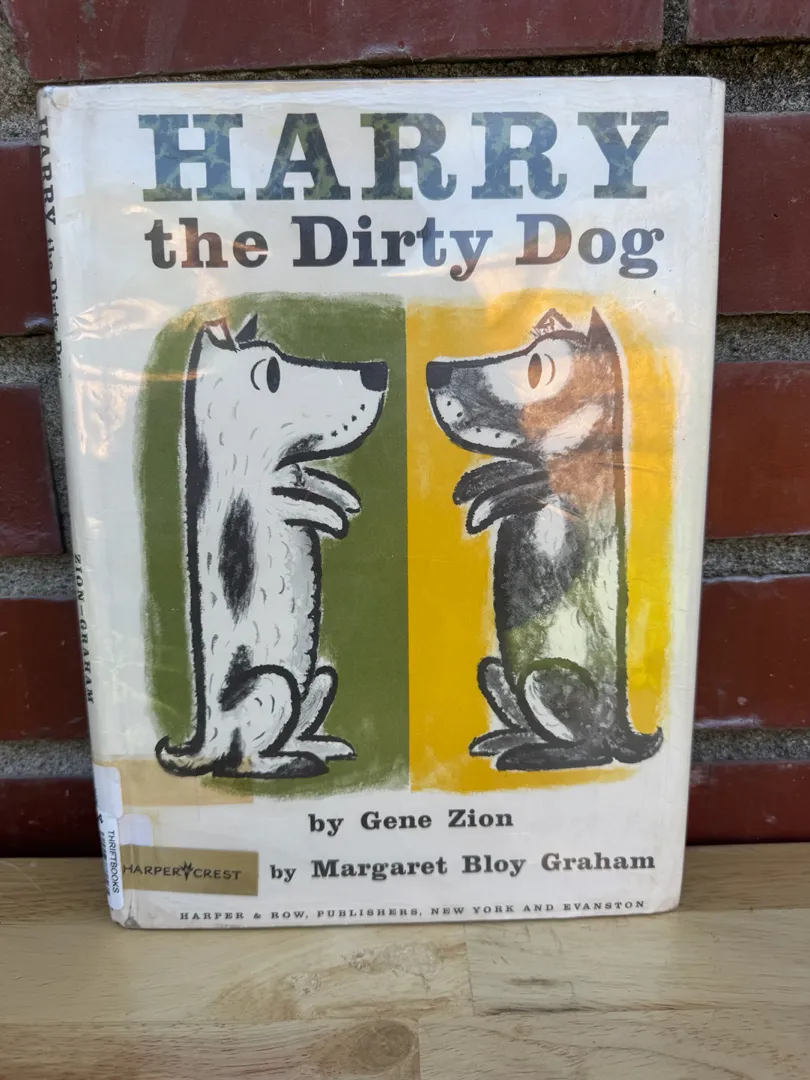 HARRY
the Dirty Dog
by Gene Zion
HARPER CREST
by Margaret Bloy Graham
HARPER & ROW, PUBLISHERS, NEW YORK AND EVANSTON
HARRY the Dirty
ZION-GRAHAM
THRIFTBOOKS